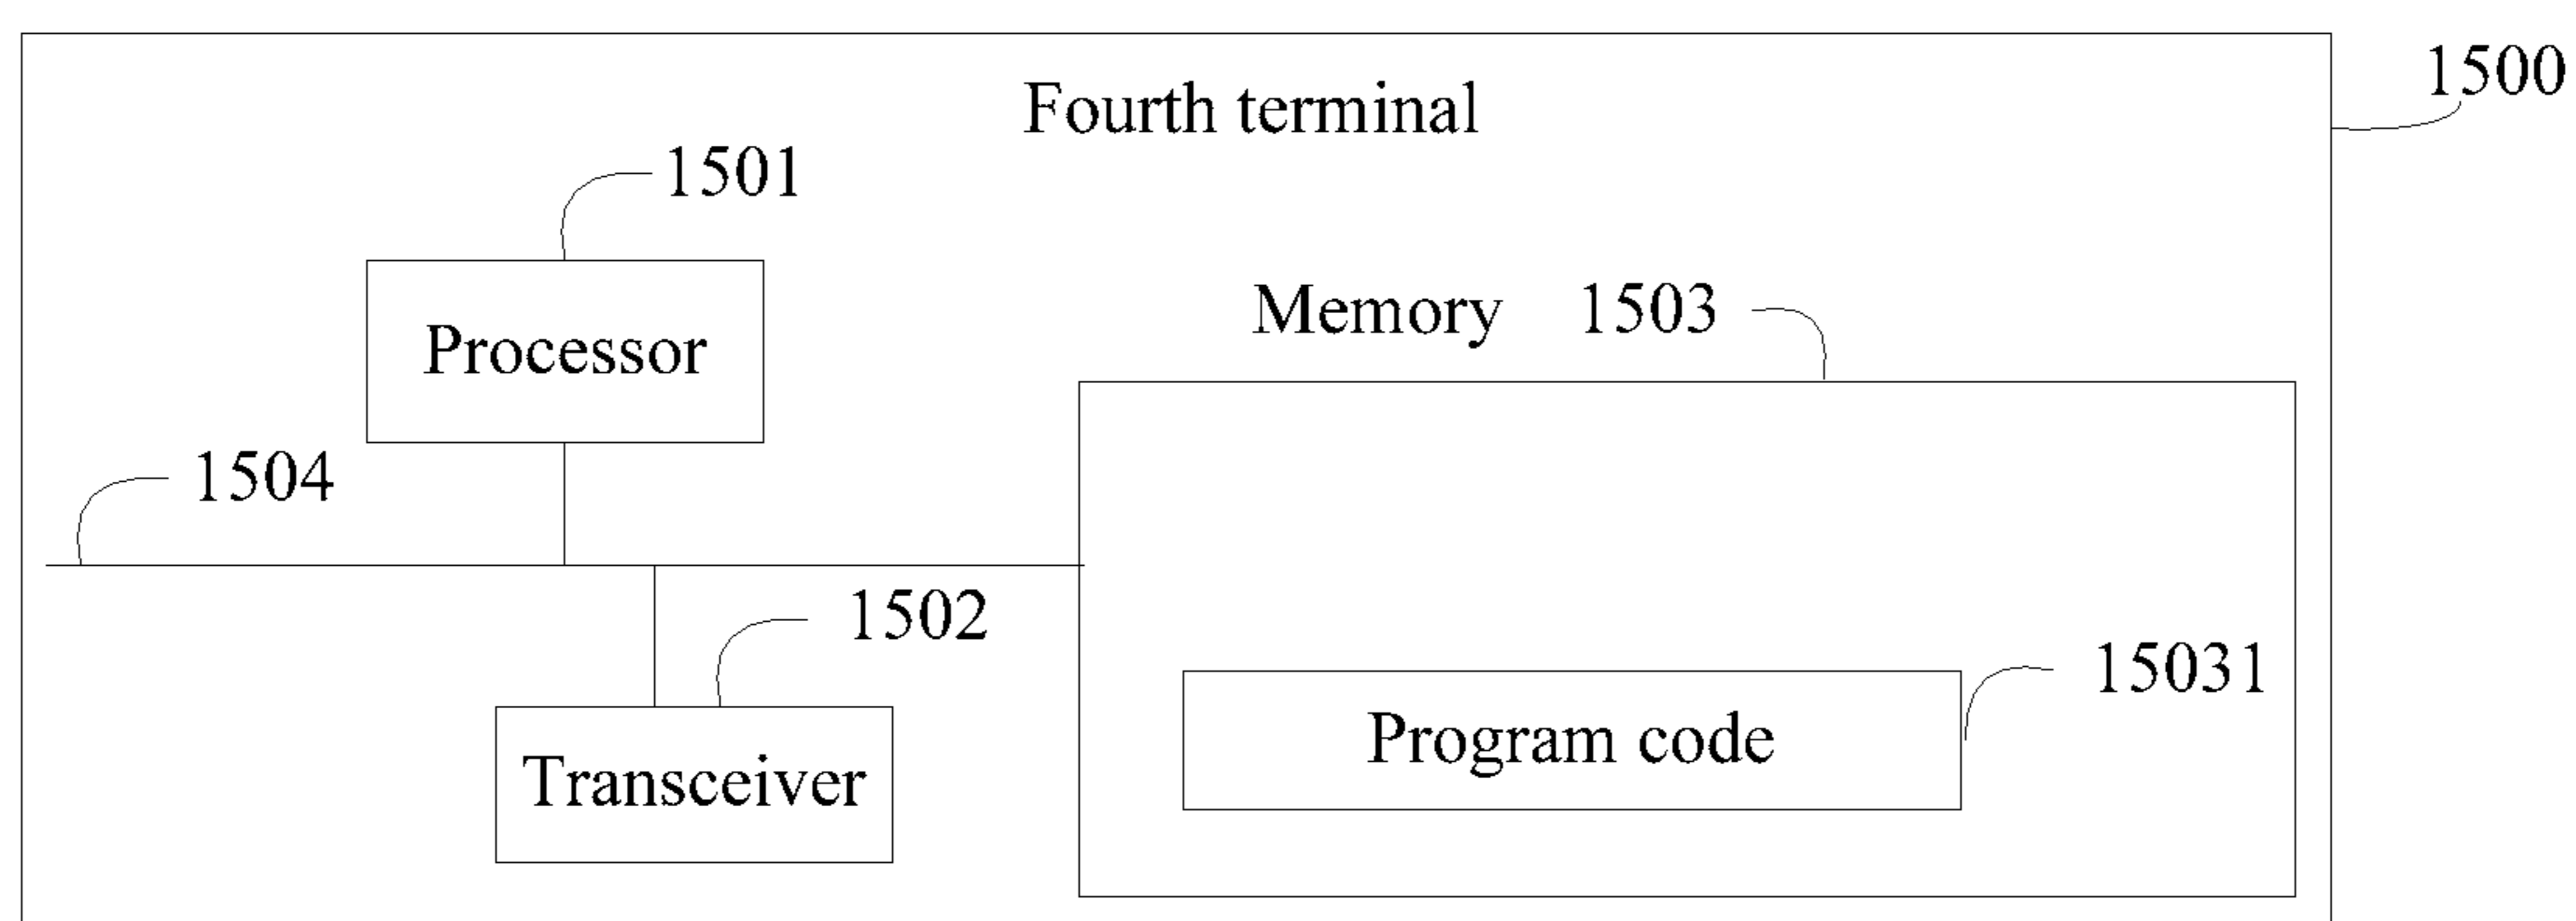 Fourth terminal
1500
1501
Processor
Memory 1503
1504
1502
Transceiver
15031
Program code